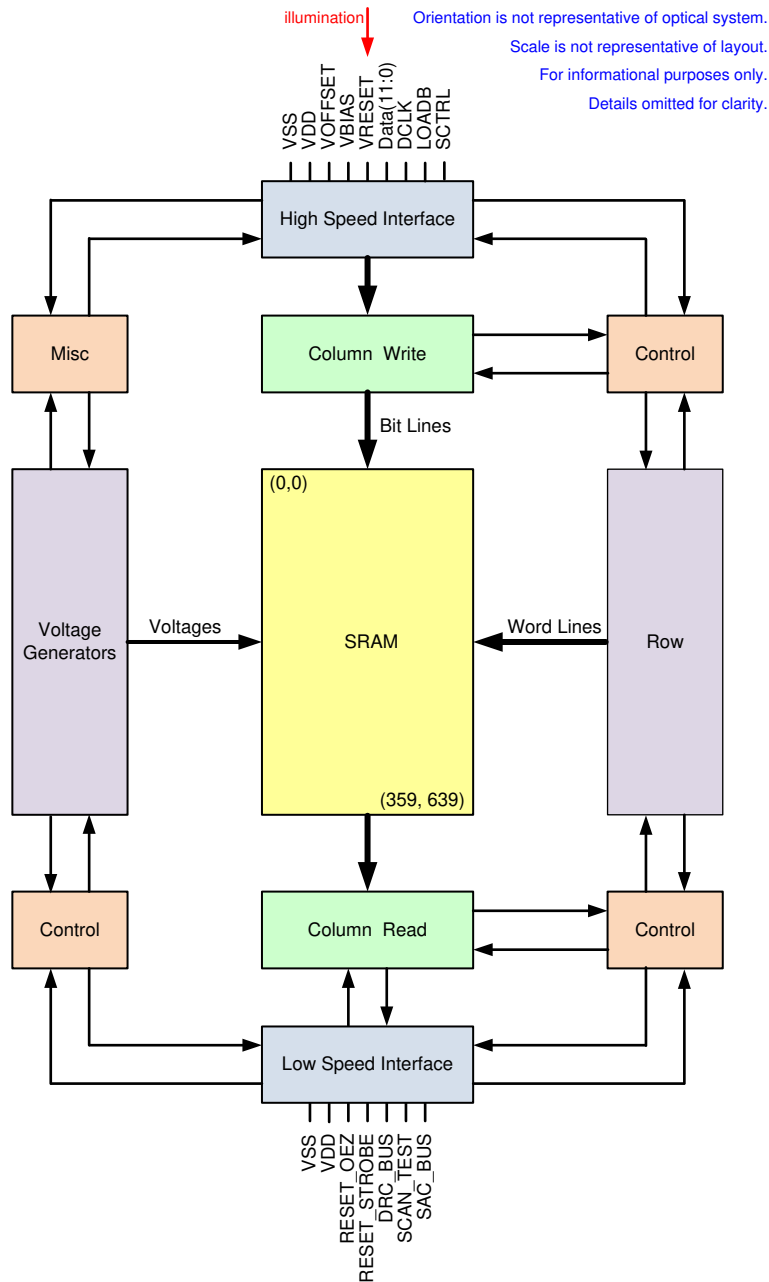 illumination
Orientation is not representative of optical system.
Scale is not representative of layout.
For informational purposes only.
Details omitted for clarity.
VSS
VDD
VOFFSET
VBIAS
VRESET
Data(11:0)
DCLK
LOADB
SCTRL
High Speed Interface
Misc
Column Write
Control
Bit Lines
(0,0)
Voltage
Generators
Voltages
SRAM
Word Lines
Row
(359, 639)
Control
Column Read
Control
Low Speed Interface
VSS
VDD
RESET_OEZ
RESET_STROBE
DRC_BUS
SCAN_TEST
SAC_BUS